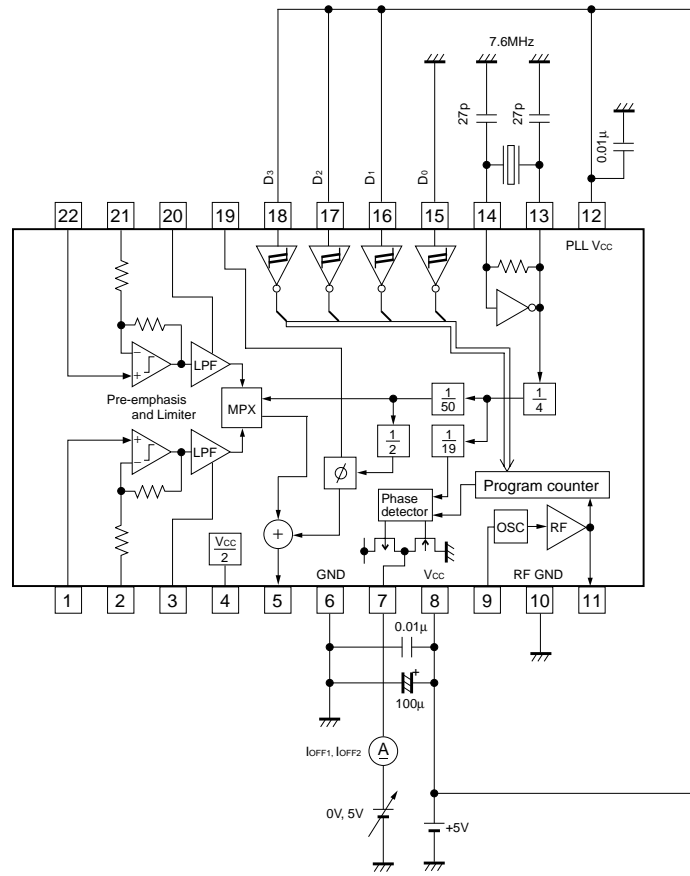 7.6MHz
27p
27p
0.01μ
D3
D2
D1
D0
22
21
20
19
18
17
16
15
14
13
12
PLL VCC
LPF
Pre-emphasis
and Limiter
MPX
1/50
1/4
1/2
1/19
LPF
ϕ
Phase
detector
Program counter
OSC
RF
VCC/2
+
GND
VCC
RF GND
1
2
3
4
5
6
7
8
9
10
11
0.01μ
+
100μ
IOFF1, IOFF2
A
0V, 5V
+5V